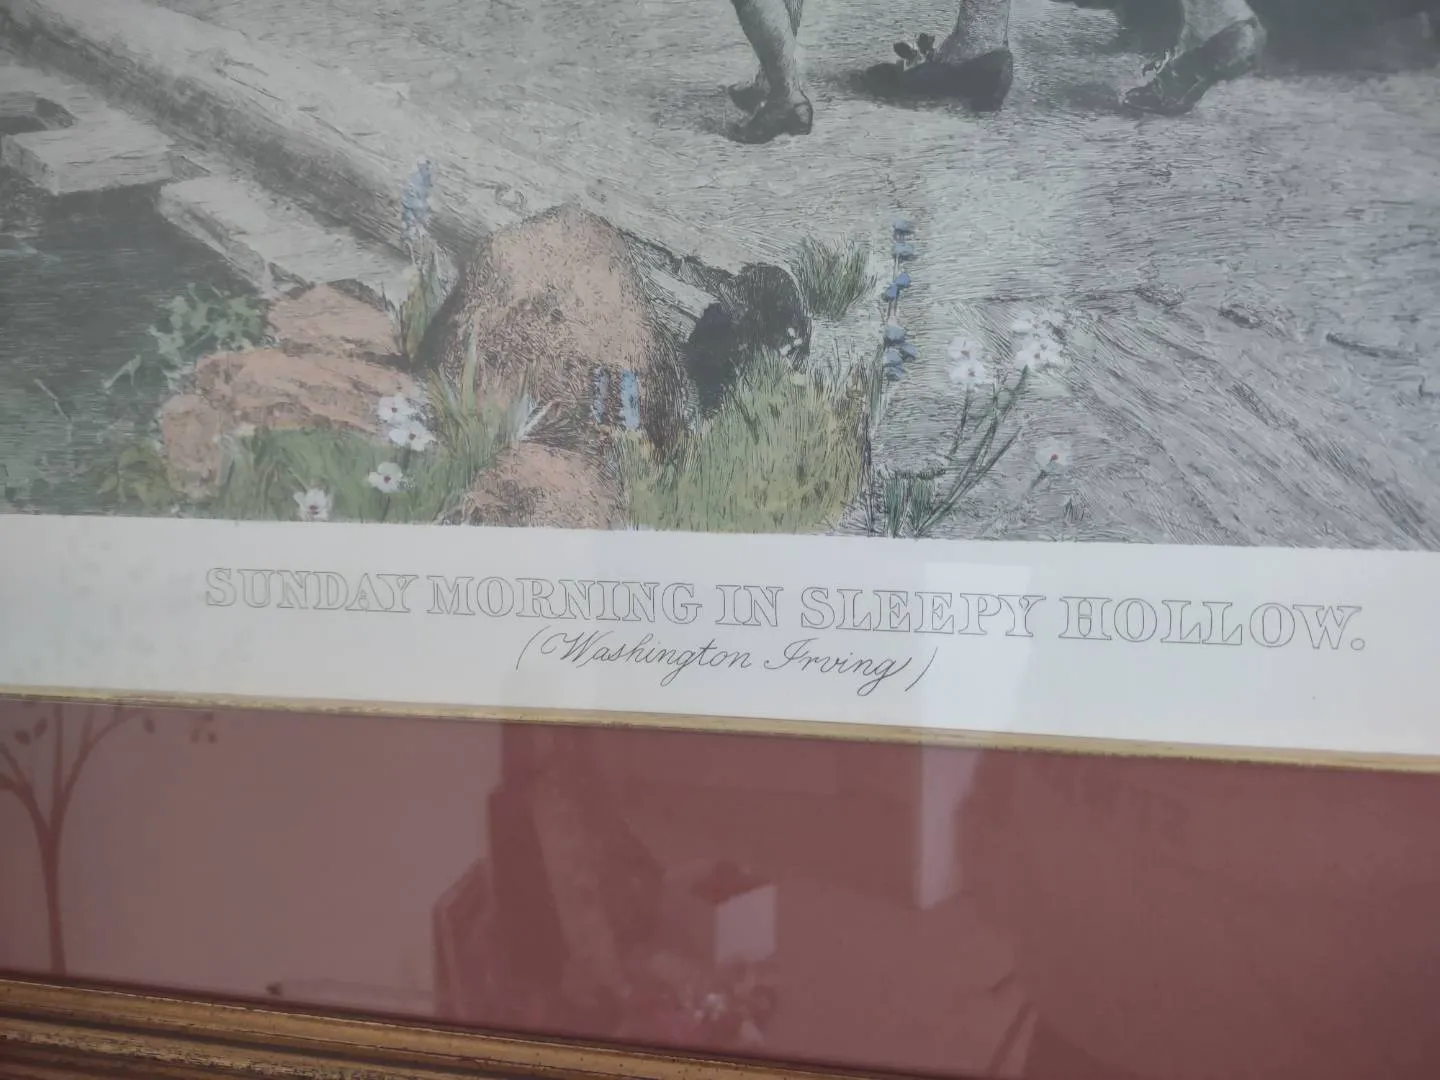 SUNDAY MORNING IN SLEEPY HOLLOW.
(Washington Irving)